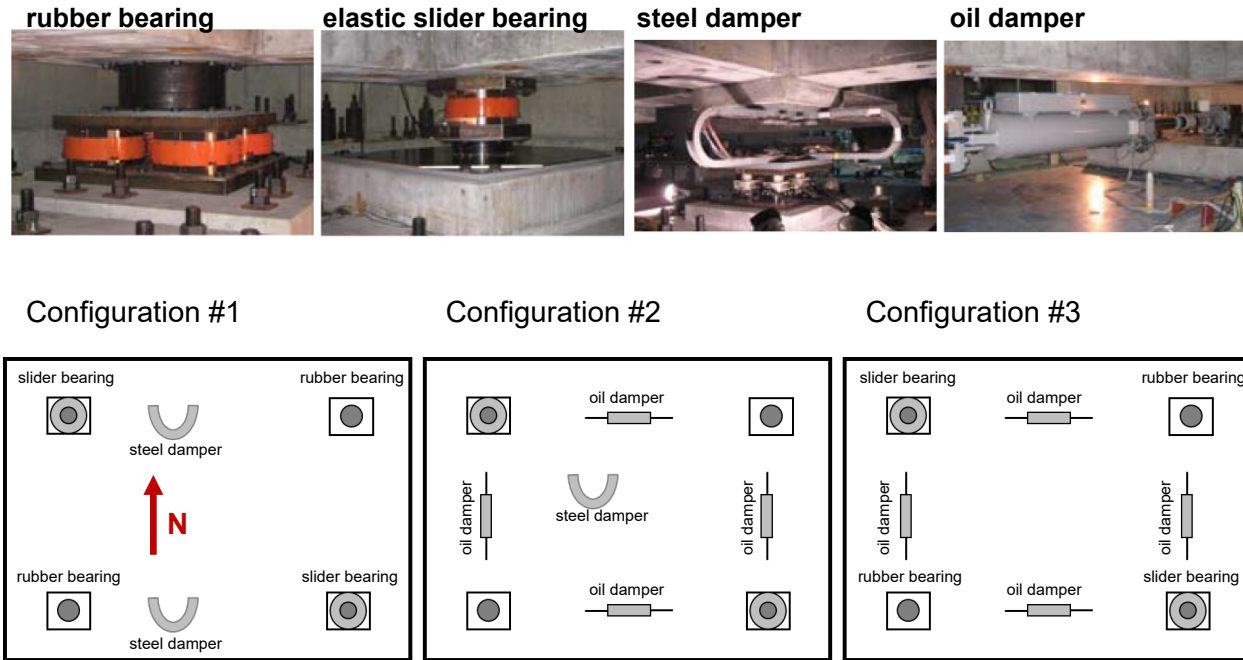 rubber bearing
elastic slider bearing
steel damper
oil damper
Configuration #1
Configuration #2
Configuration #3
slider bearing
rubber bearing
steel damper
N
rubber bearing
slider bearing
steel damper
oil damper
oil damper
steel damper
oil damper
oil damper
slider bearing
rubber bearing
oil damper
oil damper
oil damper
rubber bearing
slider bearing
oil damper